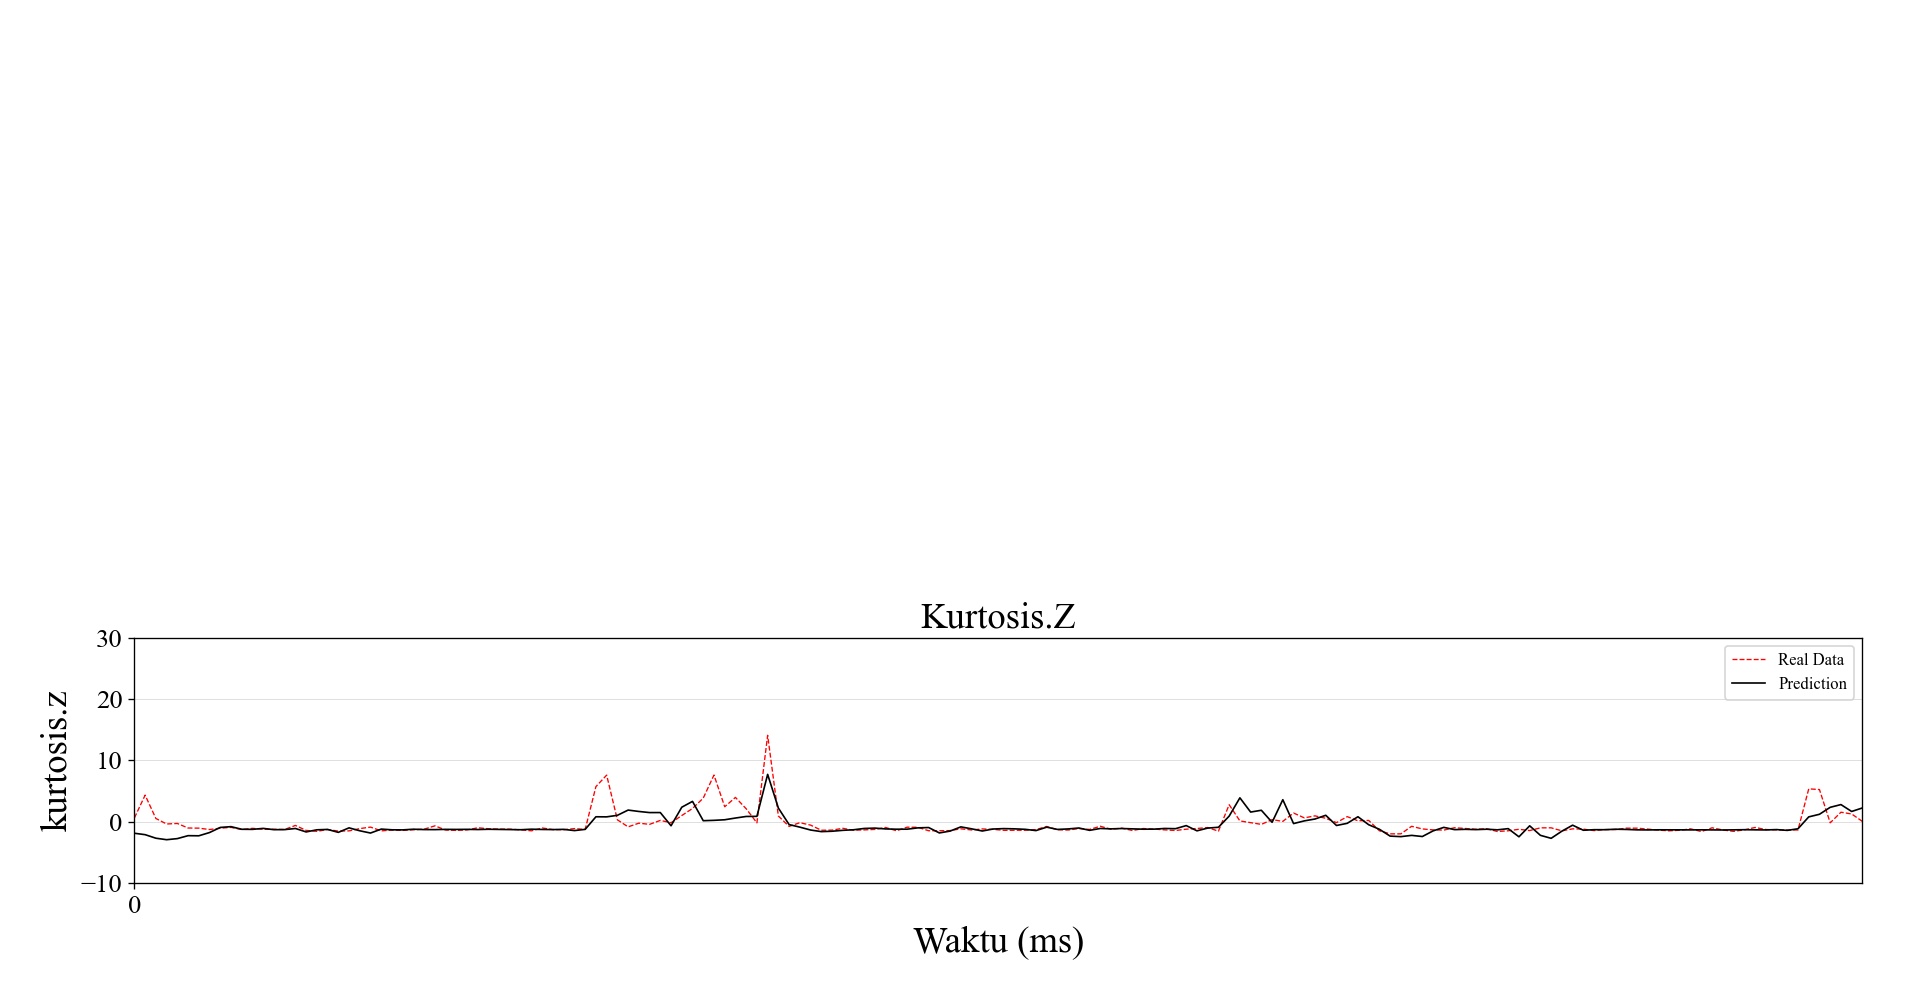 Kurtosis.Z
30
20
10
0
−10
kurtosis.z
Real Data
Prediction
0
Waktu (ms)